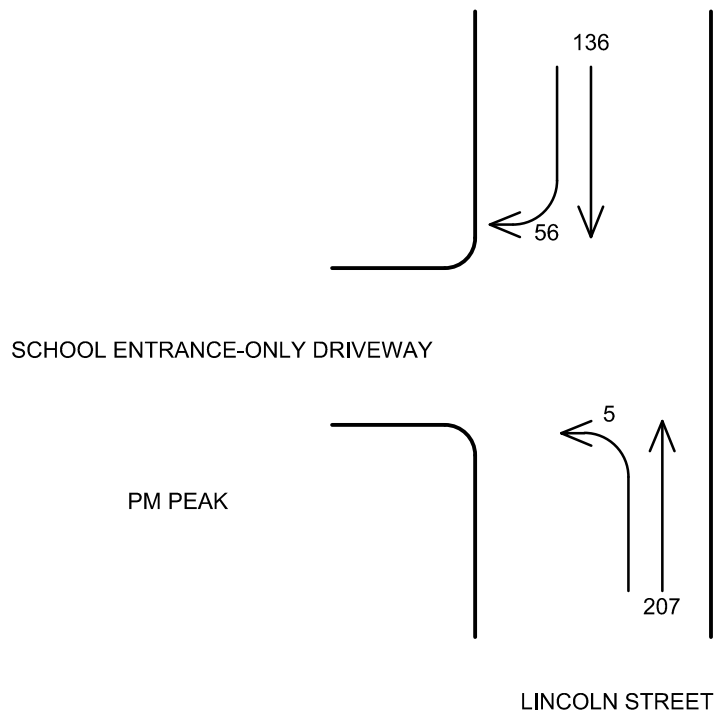 136
56
SCHOOL ENTRANCE-ONLY DRIVEWAY
5
PM PEAK
207
LINCOLN STREET